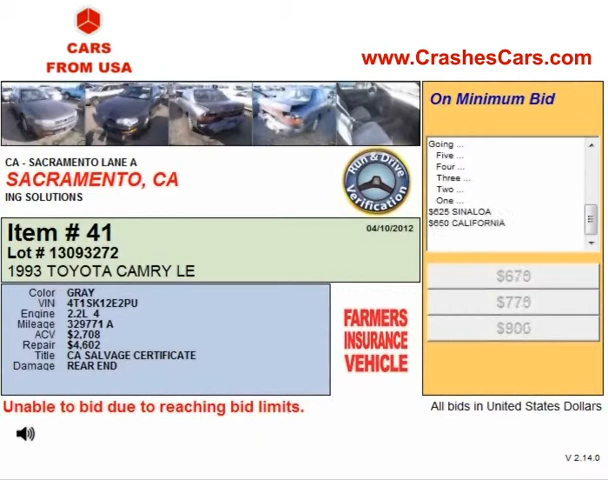 CARS
FROM USA
www.CrashesCars.com
On Minimum Bid
Going ...
Five ...
Four ...
Three ...
Two ...
One ...
$625 SINALOA
$650 CALIFORNIA
CA - SACRAMENTO LANE A
SACRAMENTO, CA
ING SOLUTIONS
Run & Drive
Verification
Item # 41
04/10/2012
Lot # 13093272
1993 TOYOTA CAMRY LE
$675
$775
$900
Color GRAY
VIN 4T1SK12E2PU
Engine 2.2L 4
Mileage 329771 A
ACV $2,708
Repair $4,602
Title CA SALVAGE CERTIFICATE
Damage REAR END
FARMERS
INSURANCE
VEHICLE
Unable to bid due to reaching bid limits.
All bids in United States Dollars
V 2.14.0